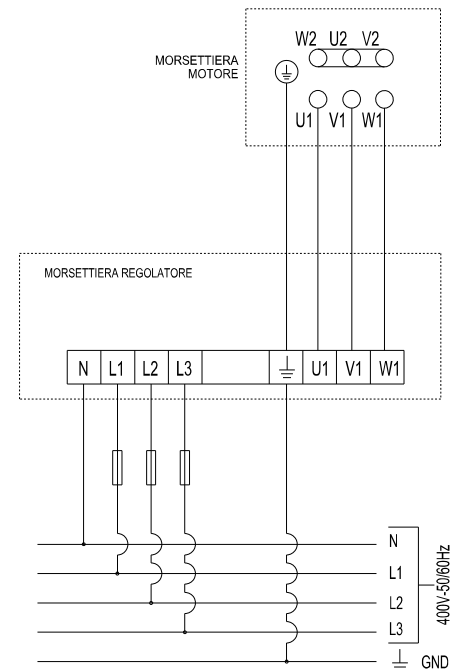 W2 U2 V2
MORSETTIERA
MOTORE
U1 V1 W1
MORSETTIERA REGOLATORE
N L1 L2 L3 U1 V1 W1
N
L1
L2
L3
400V-50/60Hz
GND